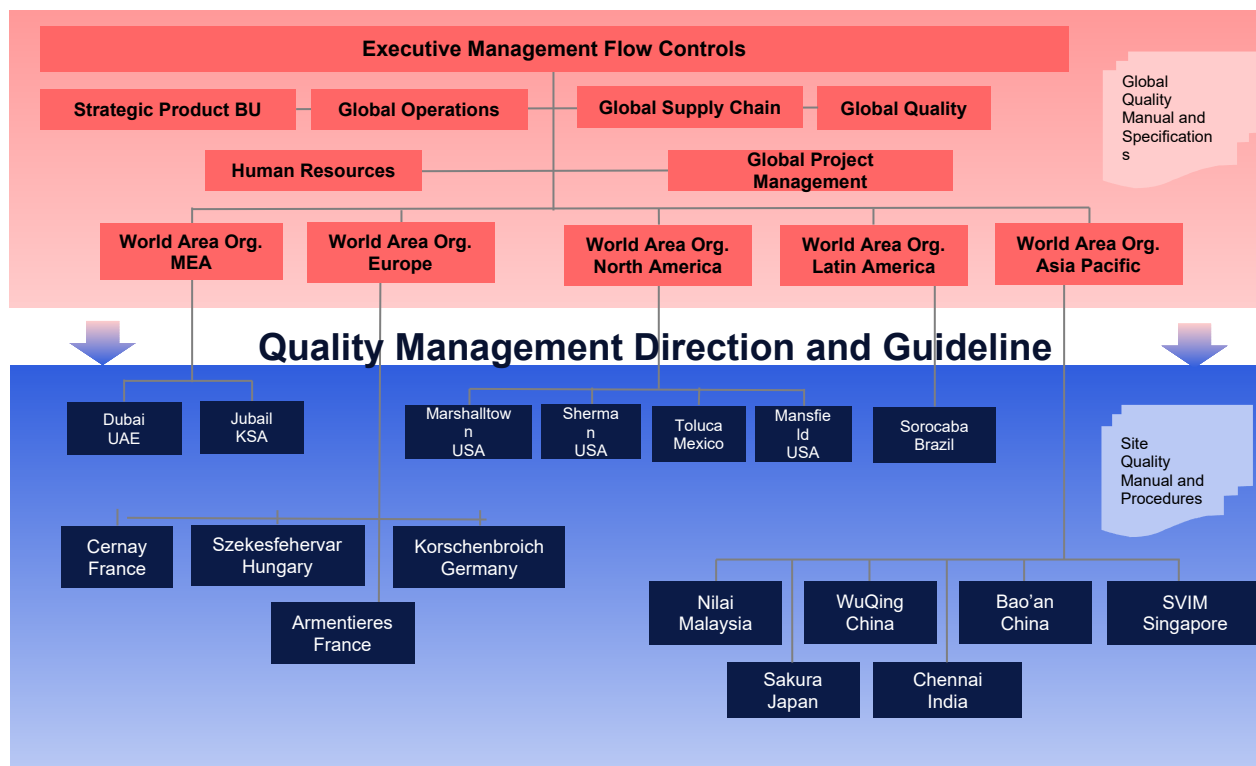 Executive Management Flow Controls
Strategic Product BU
Global Operations
Global Supply Chain
Global Quality
Global
Quality
Manual and
Specification
s
Human Resources
Global Project
Management
World Area Org.
MEA
World Area Org.
Europe
World Area Org.
North America
World Area Org.
Latin America
World Area Org.
Asia Pacific
Quality Management Direction and Guideline
Dubai
UAE
Jubail
KSA
Marshalltow
n
USA
Sherma
n
USA
Toluca
Mexico
Mansfie
ld
USA
Sorocaba
Brazil
Site
Quality
Manual and
Procedures
Cernay
France
Szekesfehervar
Hungary
Korschenbroich
Germany
Armentieres
France
Nilai
Malaysia
WuQing
China
Bao’an
China
SVIM
Singapore
Sakura
Japan
Chennai
India